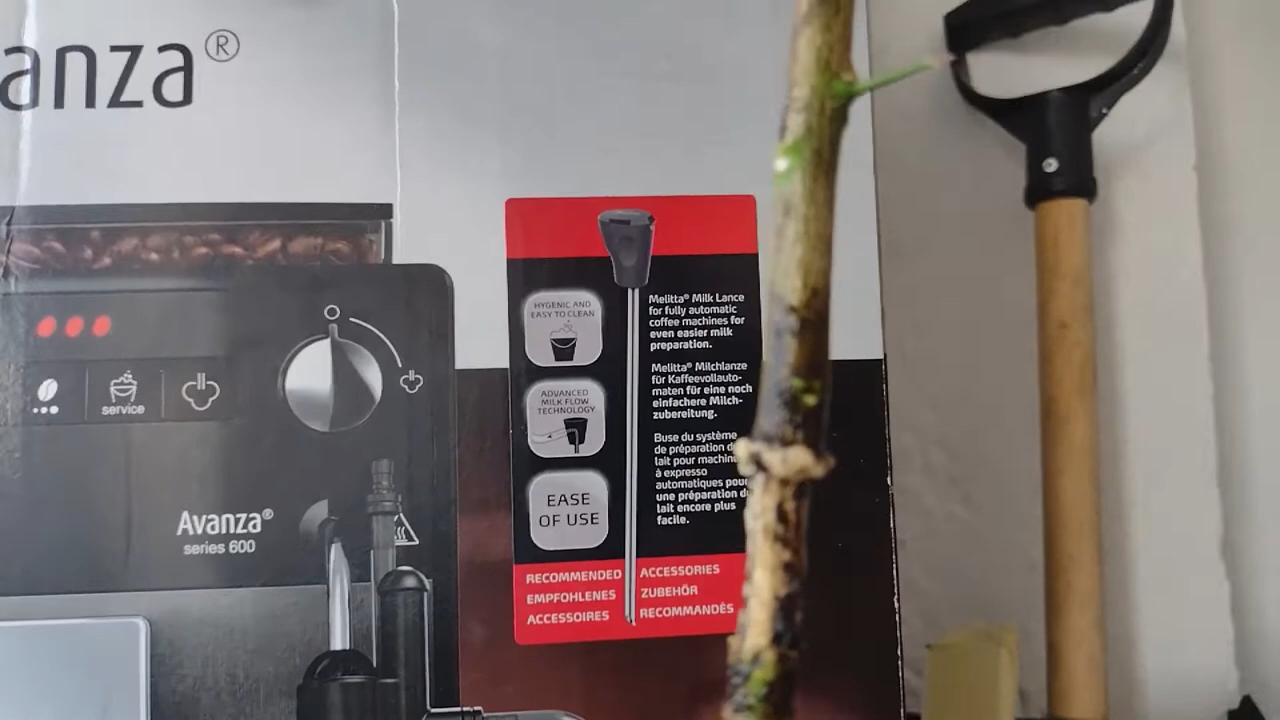 anza®
service
Avanza®
series 600
HYGENIC AND
EASY TO CLEAN
ADVANCED
MILK FLOW
TECHNOLOGY
EASE
OF USE
Melitta® Milk Lance
for fully automatic
coffee machines for
even easier milk
preparation.
Melitta® Milchlanze
für Kaffeevollauto-
maten für eine noch
einfachere Milch-
zubereitung.
Buse du système
de préparation d
lait pour machin
à expresso
automatiques pour
une préparation d
lait encore plus
facile.
RECOMMENDED ACCESSORIES
EMPFOHLENES ZUBEHÖR
ACCESSOIRES RECOMMANDÉS